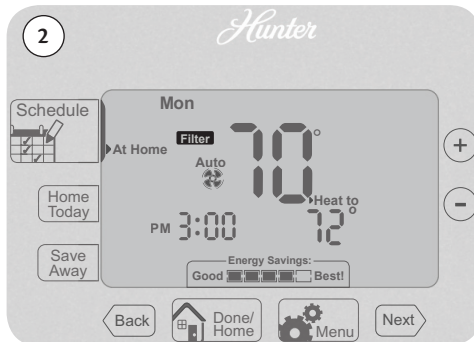 2
Hunter
Schedule
Mon
At Home
Filter
70°
Auto
Heat to
72°
Home
Today
PM 3:00
Save
Away
Energy Savings:
Good Best!
Back
Done/
Home
Menu
Next
+
-